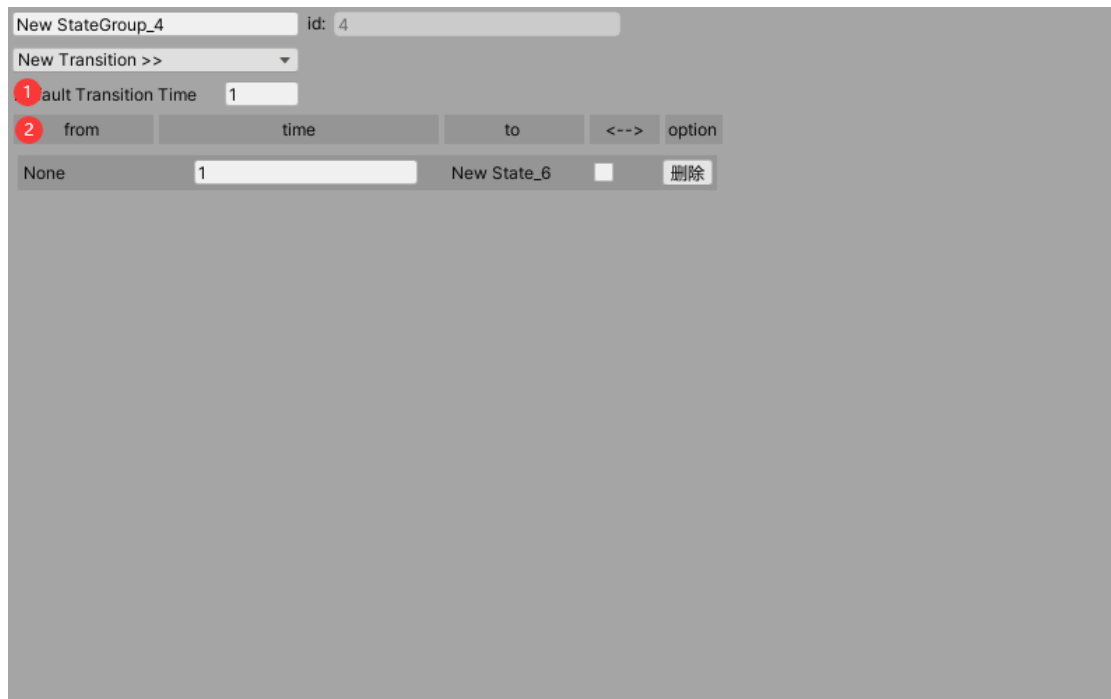 New StateGroup_4 id: 4
New Transition >>
1 ault Transition Time 1
2 from time to <--> option
None 1 New State_6 删除